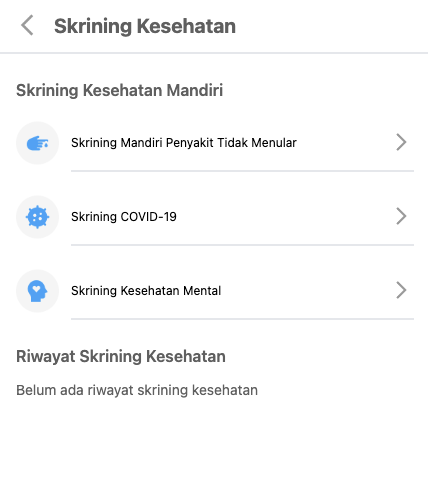 Skrining Kesehatan
Skrining Kesehatan Mandiri
Skrining Mandiri Penyakit Tidak Menular
Skrining COVID-19
Skrining Kesehatan Mental
Riwayat Skrining Kesehatan
Belum ada riwayat skrining kesehatan